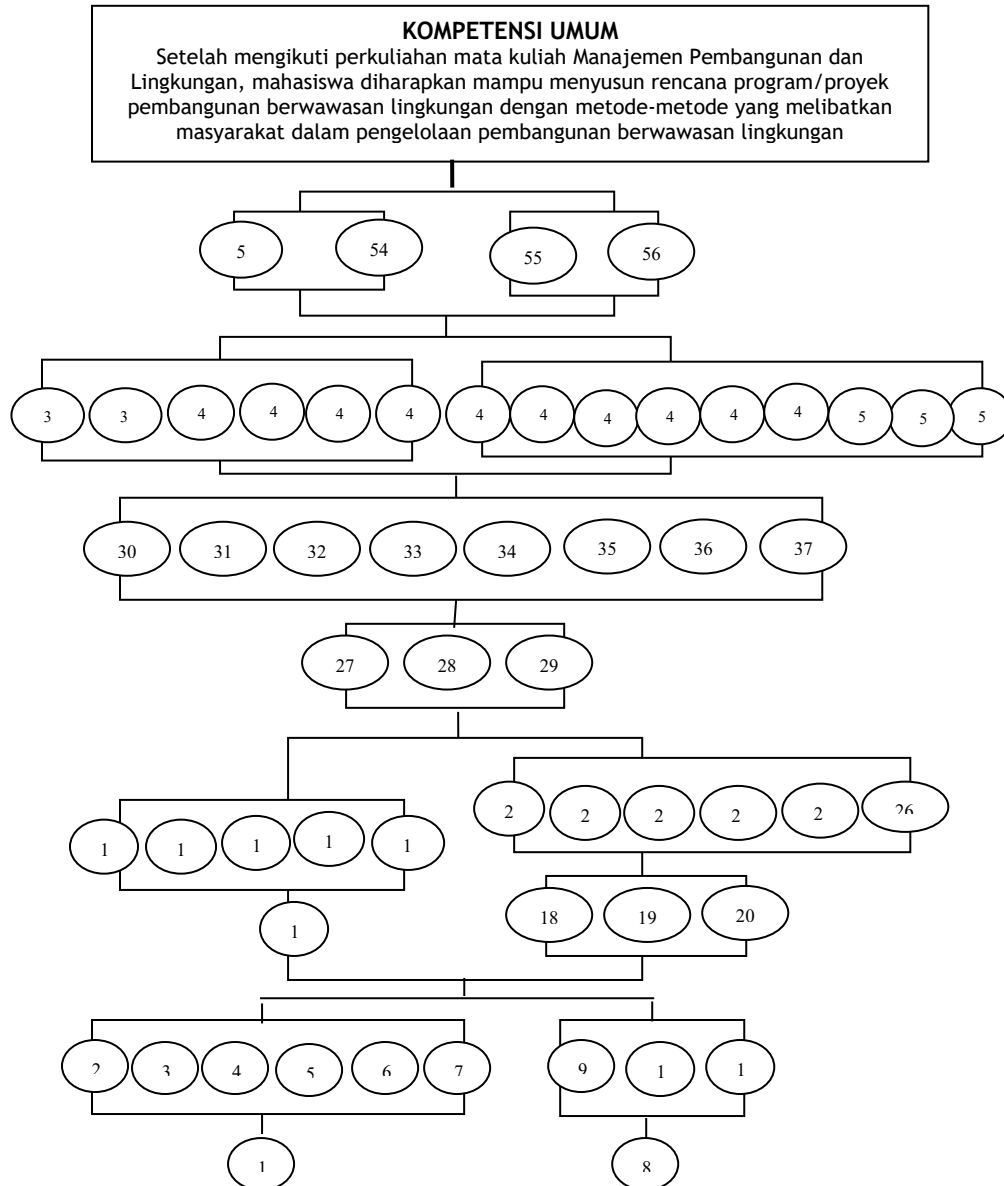 KOMPETENSI UMUM
Setelah mengikuti perkuliahan mata kuliah Manajemen Pembangunan dan
Lingkungan, mahasiswa diharapkan mampu menyusun rencana program/proyek
pembangunan berwawasan lingkungan dengan metode-metode yang melibatkan
masyarakat dalam pengelolaan pembangunan berwawasan lingkungan
5 54 55 56
3 3 4 4 4 4 4 4 4 4 4 4 5 5 5
30 31 32 33 34 35 36 37
27 28 29
1 1 1 1 1 2 2 2 2 2 26
1 18 19 20
2 3 4 5 6 7 9 1 1
1 8